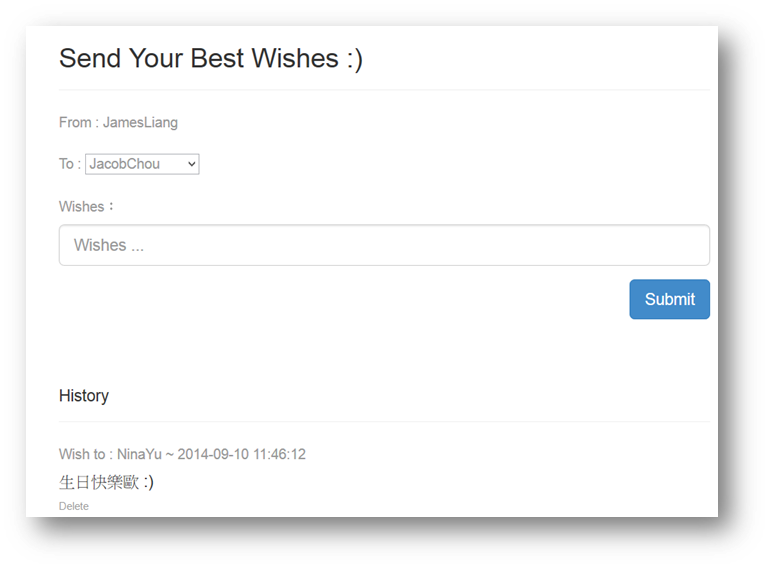 Send Your Best Wishes :)
From : JamesLiang
To : JacobChou
Wishes：
Wishes ...
Submit
History
Wish to : NinaYu ~ 2014-09-10 11:46:12
生日快樂歐 :)
Delete